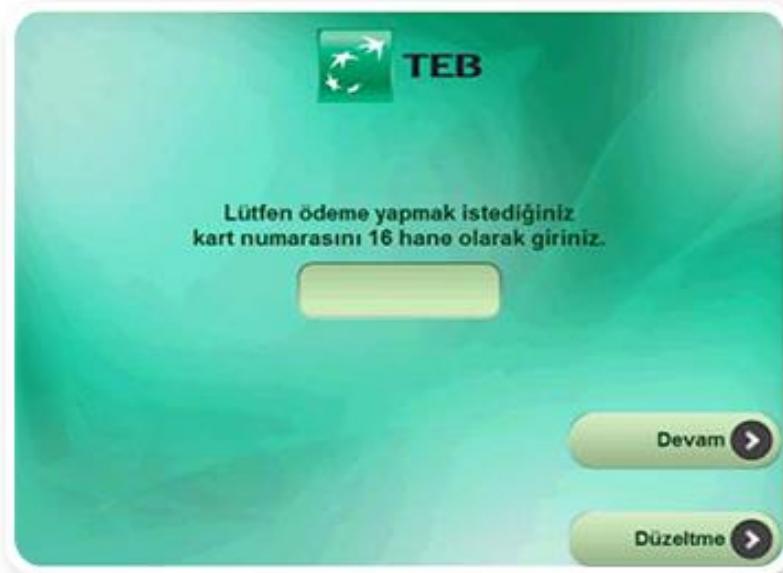 TEB
Lütfen ödeme yapmak istediğiniz
kart numarasını 16 hane olarak giriniz.
Devam
Düzeltme